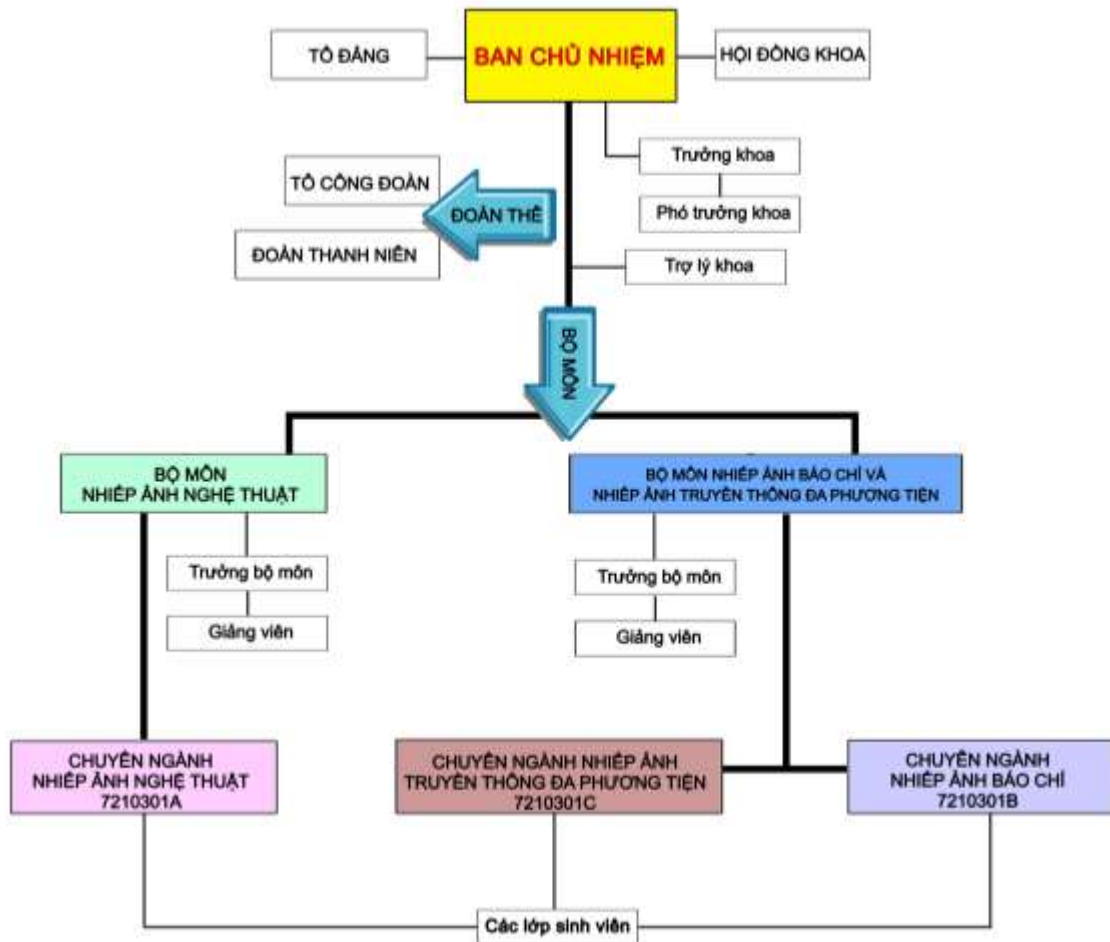 TỔ ĐẢNG
BAN CHỦ NHIỆM
HỘI ĐỒNG KHOA
Trưởng khoa
TỔ CÔNG ĐOÀN
Phó trưởng khoa
ĐOÀN THỂ
ĐOÀN THANH NIÊN
Trợ lý khoa
BỘ MÔN
BỘ MÔN
NHIẾP ẢNH NGHỆ THUẬT
BỘ MÔN NHIẾP ẢNH BÁO CHÍ VÀ
NHIẾP ẢNH TRUYỀN THÔNG ĐA PHƯƠNG TIỆN
Trưởng bộ môn
Giảng viên
Trưởng bộ môn
Giảng viên
CHUYÊN NGÀNH
NHIẾP ẢNH NGHỆ THUẬT
7210301A
CHUYÊN NGÀNH NHIẾP ẢNH
TRUYỀN THÔNG ĐA PHƯƠNG TIỆN
7210301C
CHUYÊN NGÀNH
NHIẾP ẢNH BÁO CHÍ
7210301B
Các lớp sinh viên